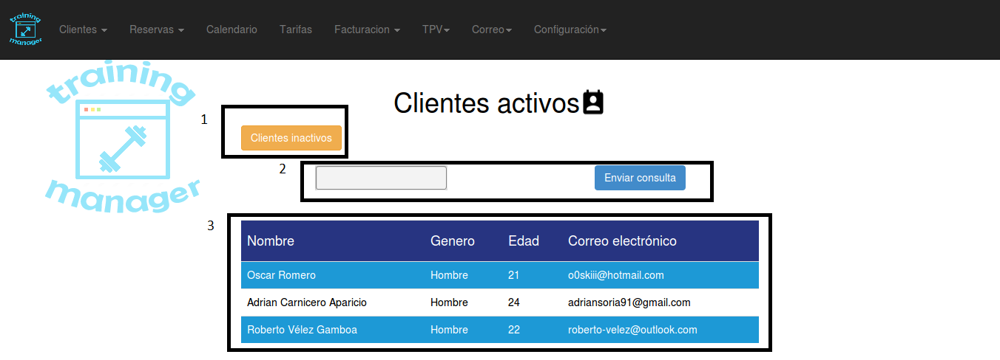 training
manager
Clientes Reservas Calendario Tarifas Facturacion TPV Correo Configuración
training
manager
Clientes activos
1
Clientes inactivos
2
Enviar consulta
3
Nombre Genero Edad Correo electrónico
Oscar Romero Hombre 21 o0skiii@hotmail.com
Adrian Carnicero Aparicio Hombre 24 adriansoria91@gmail.com
Roberto Vélez Gamboa Hombre 22 roberto-velez@outlook.com